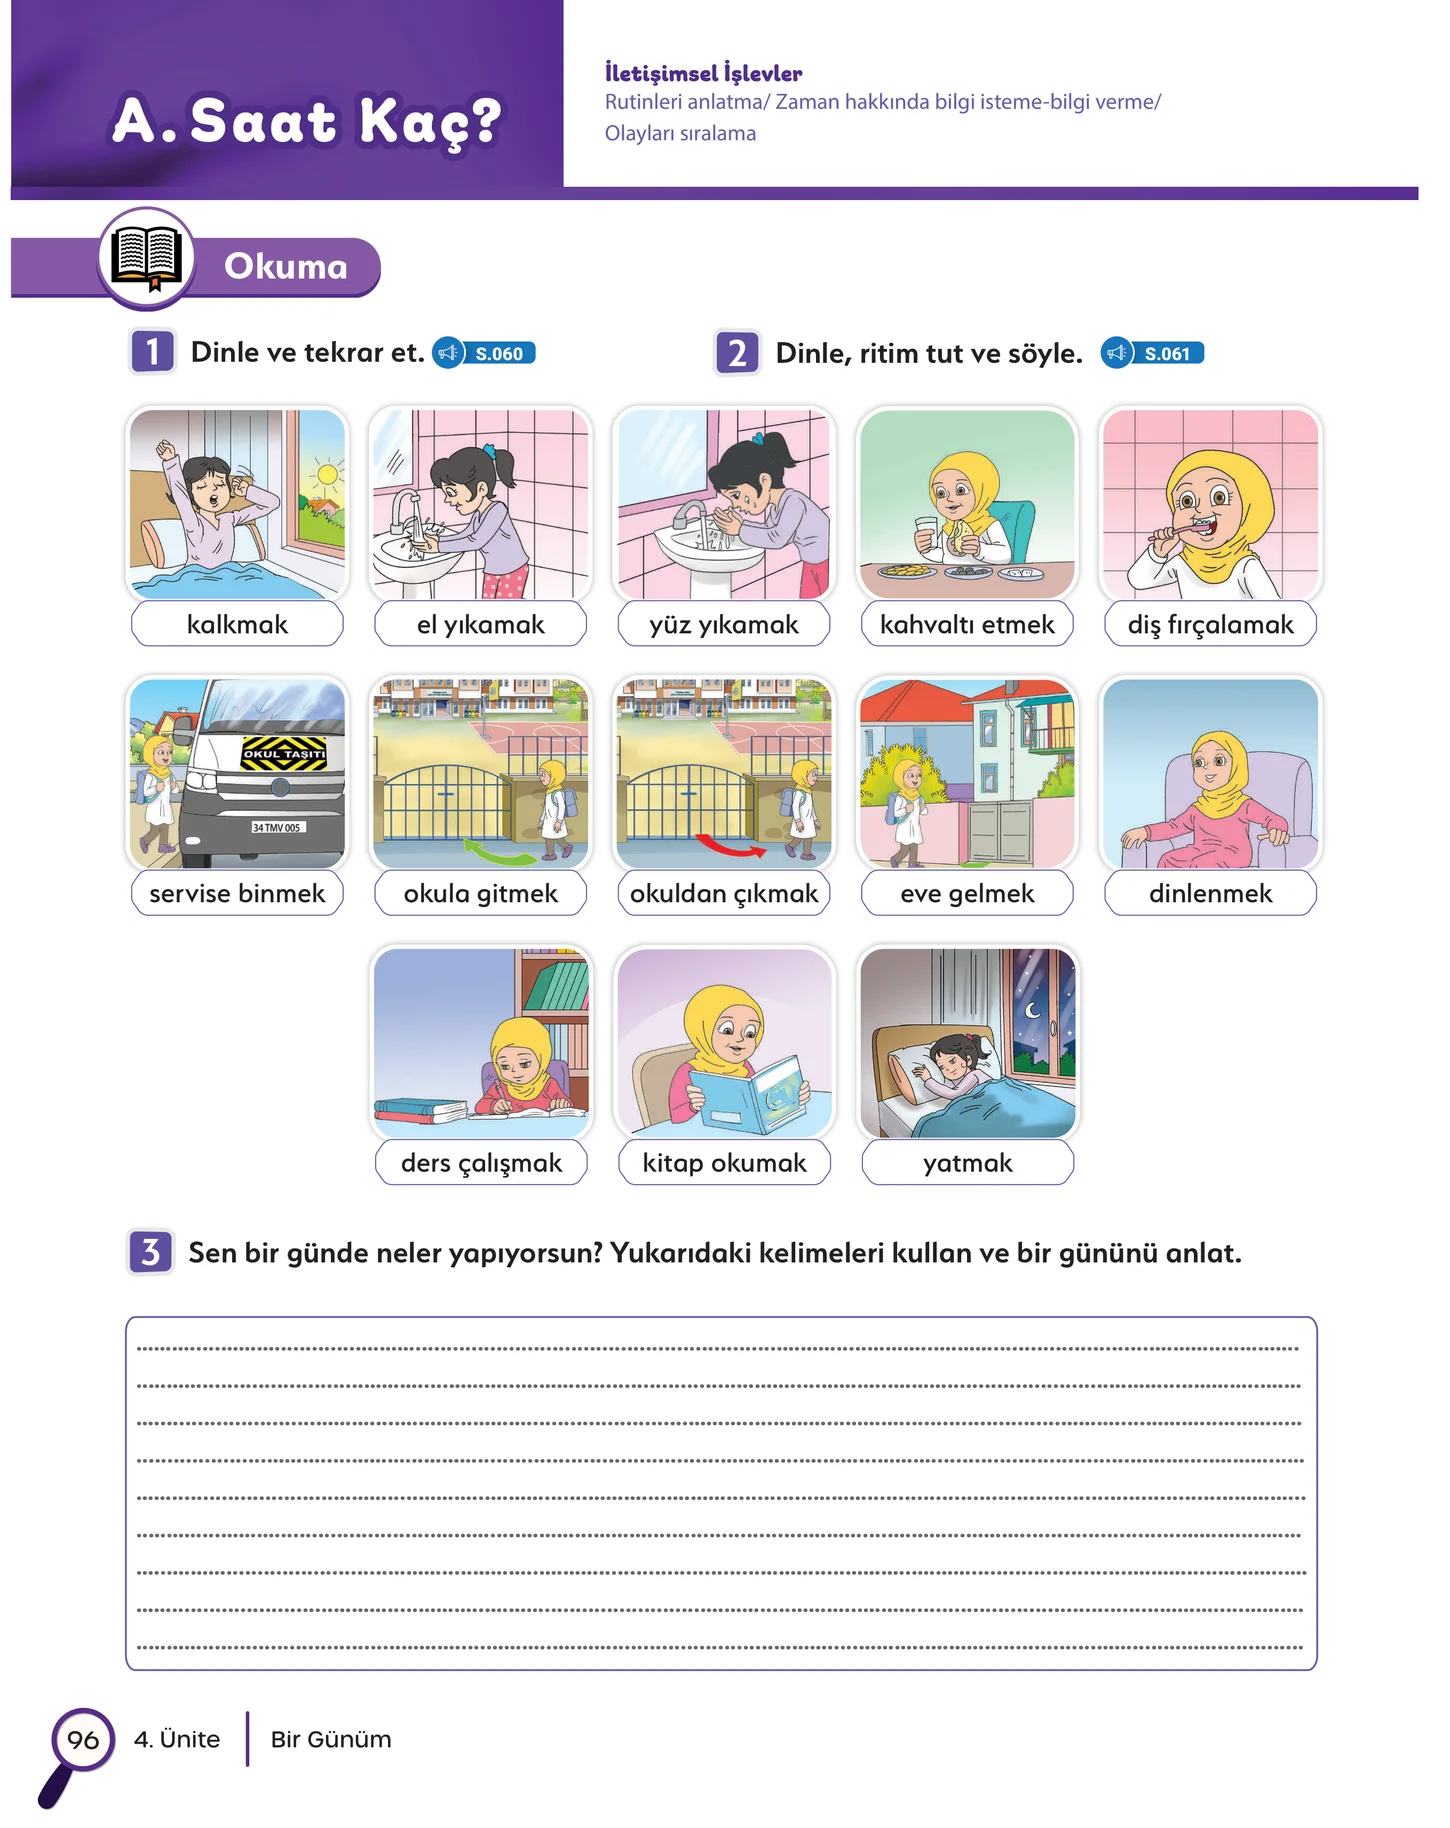 A. Saat Kaç?
İletişimsel İşlevler
Rutinleri anlatma/ Zaman hakkında bilgi isteme-bilgi verme/
Olayları sıralama
Okuma
1 Dinle ve tekrar et. S.060
2 Dinle, ritim tut ve söyle. S.061
kalkmak
el yıkamak
yüz yıkamak
kahvaltı etmek
diş fırçalamak
OKUL TAŞITI
34 TMV 005
servise binmek
okula gitmek
okuldan çıkmak
eve gelmek
dinlenmek
ders çalışmak
kitap okumak
yatmak
3 Sen bir günde neler yapıyorsun? Yukarıdaki kelimeleri kullan ve bir gününü anlat.
96 4. Ünite Bir Günüm